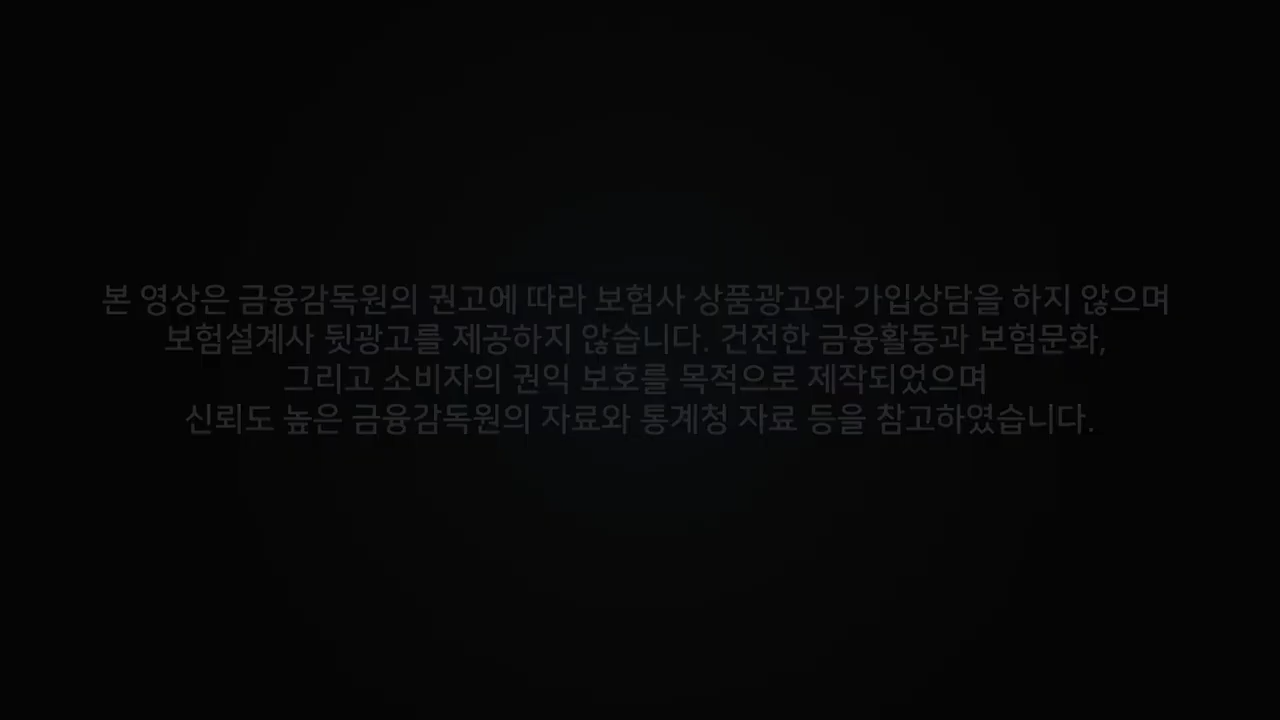 본 영상은 금융감독원의 권고에 따라 보험사 상품광고와 가입상담을 하지 않으며
보험설계사 뒷광고를 제공하지 않습니다. 건전한 금융활동과 보험문화,
그리고 소비자의 권익 보호를 목적으로 제작되었으며
신뢰도 높은 금융감독원의 자료와 통계청 자료 등을 참고하였습니다.